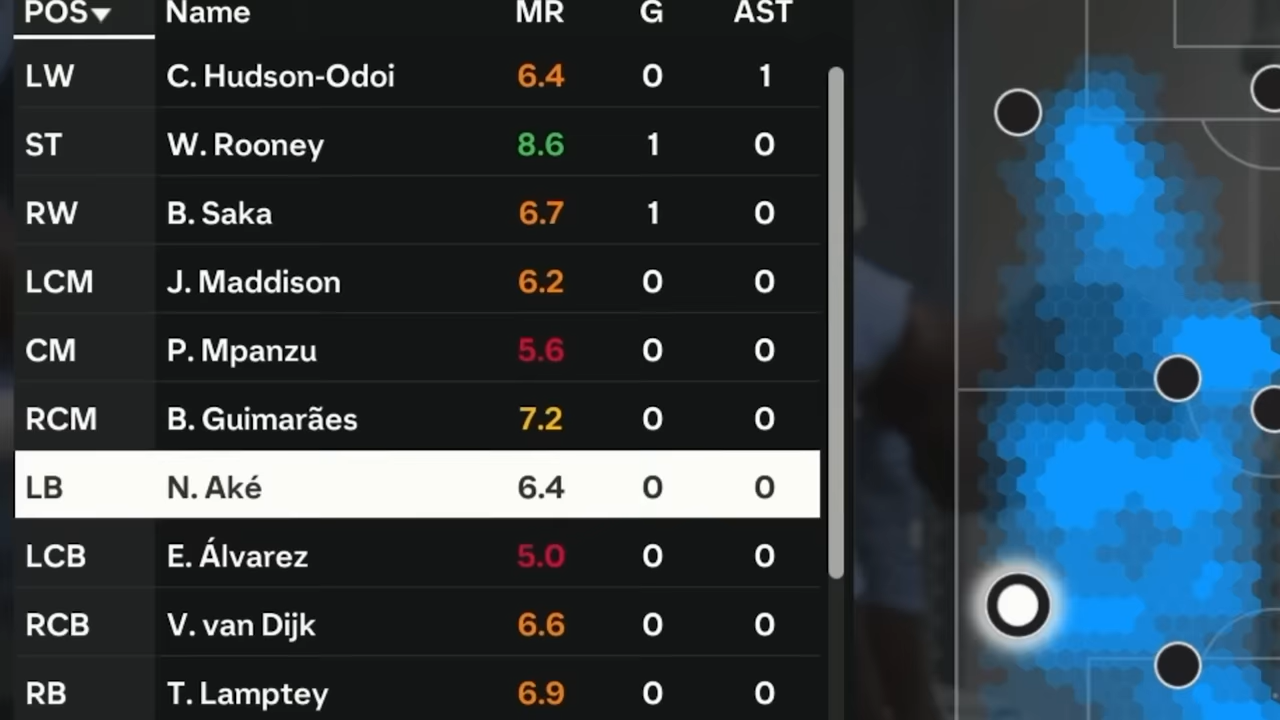 POS▼ Name MR G AST
LW C. Hudson-Odoi 6.4 0 1
ST W. Rooney 8.6 1 0
RW B. Saka 6.7 1 0
LCM J. Maddison 6.2 0 0
CM P. Mpanzu 5.6 0 0
RCM B. Guimarães 7.2 0 0
LB N. Aké 6.4 0 0
LCB E. Álvarez 5.0 0 0
RCB V. van Dijk 6.6 0 0
RB T. Lamptey 6.9 0 0